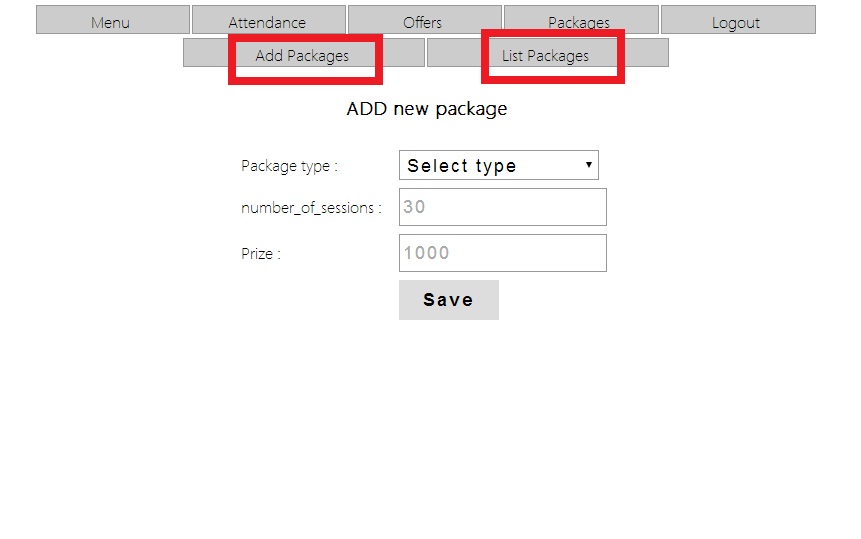 Menu Attendance Offers Packages Logout
Add Packages List Packages
ADD new package
Package type : Select type
number_of_sessions : 30
Prize : 1000
Save